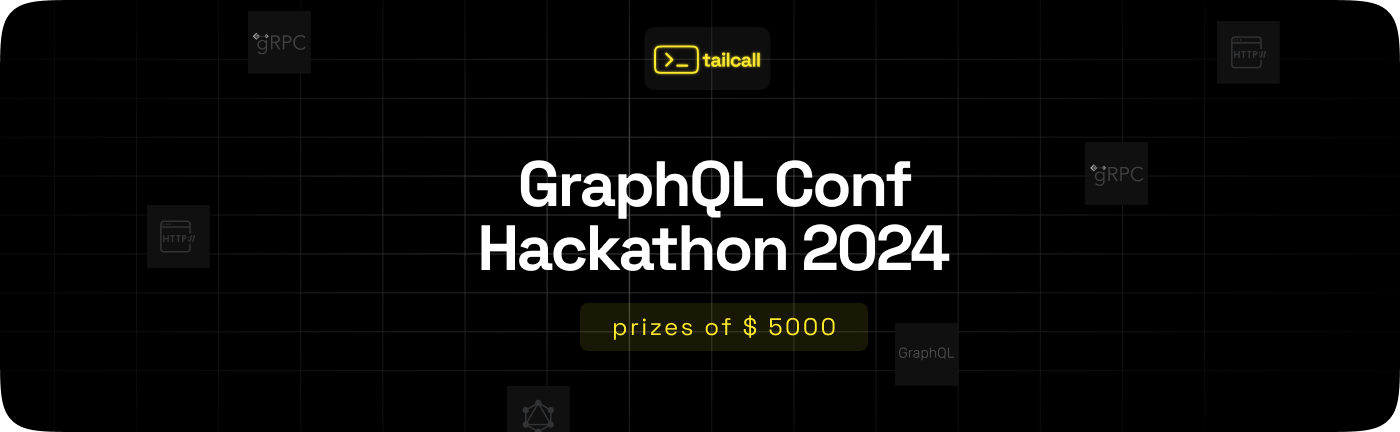 gRPC
tailcall
HTTP://
gRPC
GraphQL Conf
Hackathon 2024
HTTP://
prizes of $ 5000
GraphQL